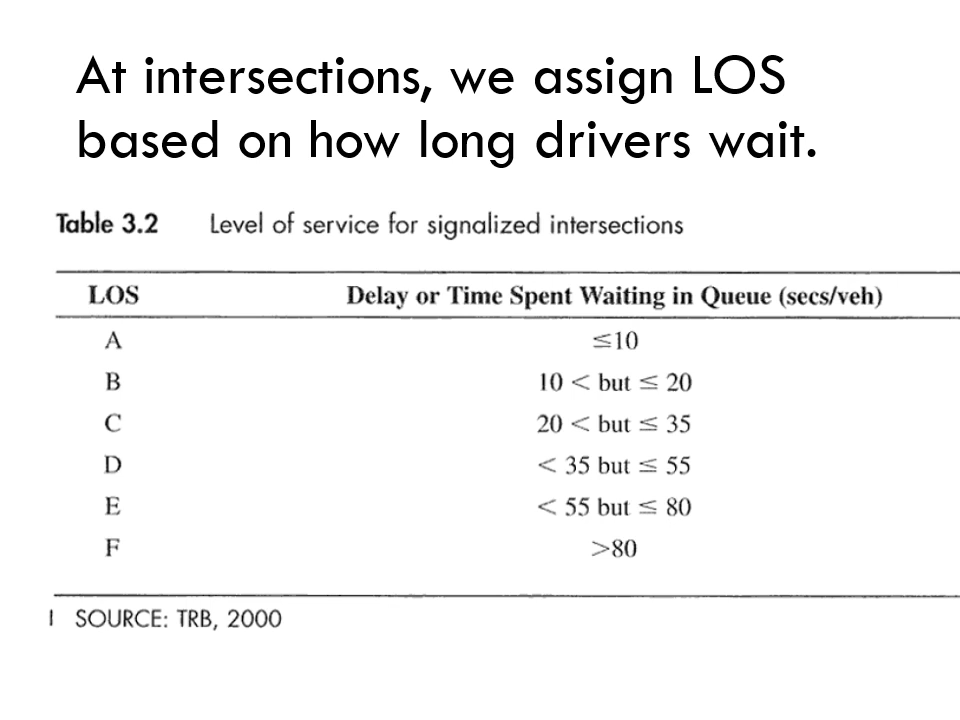 At intersections, we assign LOS
based on how long drivers wait.
Table 3.2 Level of service for signalized intersections
LOS Delay or Time Spent Waiting in Queue (secs/veh)
A ≤10
B 10 < but ≤ 20
C 20 < but ≤ 35
D < 35 but ≤ 55
E < 55 but ≤ 80
F >80
I SOURCE: TRB, 2000